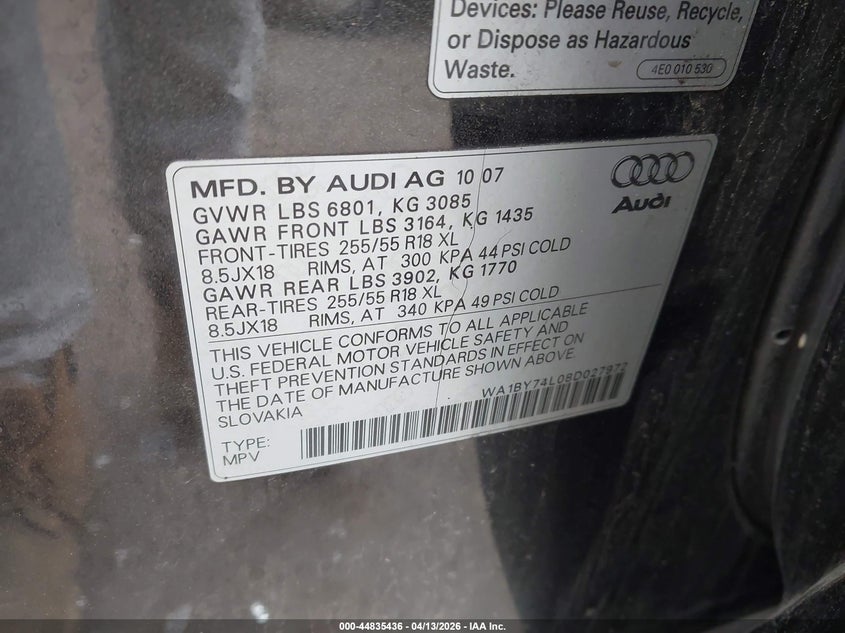 Devices: Please Reuse, Recycle,
or Dispose as Hazardous
Waste.
4E0 010 530
MFD. BY AUDI AG 10 07
Audi
GVWR LBS 6801, KG 3085
GAWR FRONT LBS 3164, KG 1435
FRONT-TIRES 255/55 R18 XL
8.5JX18 RIMS, AT 300 KPA 44 PSI COLD
GAWR REAR LBS 3902, KG 1770
REAR-TIRES 255/55 R18 XL
8.5JX18 RIMS, AT 340 KPA 49 PSI COLD
THIS VEHICLE CONFORMS TO ALL APPLICABLE
U.S. FEDERAL MOTOR VEHICLE SAFETY AND
THEFT PREVENTION STANDARDS IN EFFECT ON
THE DATE OF MANUFACTURE SHOWN ABOVE.
SLOVAKIA
WA1BY74L08D027972
TYPE:
MPV
000-44835436 - 04/13/2026 - IAA Inc.